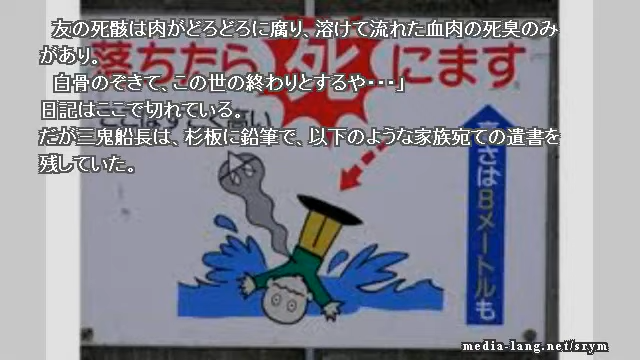 友の死骸は肉がどろどろに腐り、溶けて流れた血肉の死臭のみ
があり。
白骨のぞきて、この世の終わりとするや・・・」
日記はここで切れている。
だが三鬼船長は、杉板に鉛筆で、以下のような家族宛ての遺書を
残していた。
落ちたら死にます
高さは8メートルも
media-lang.net/srym